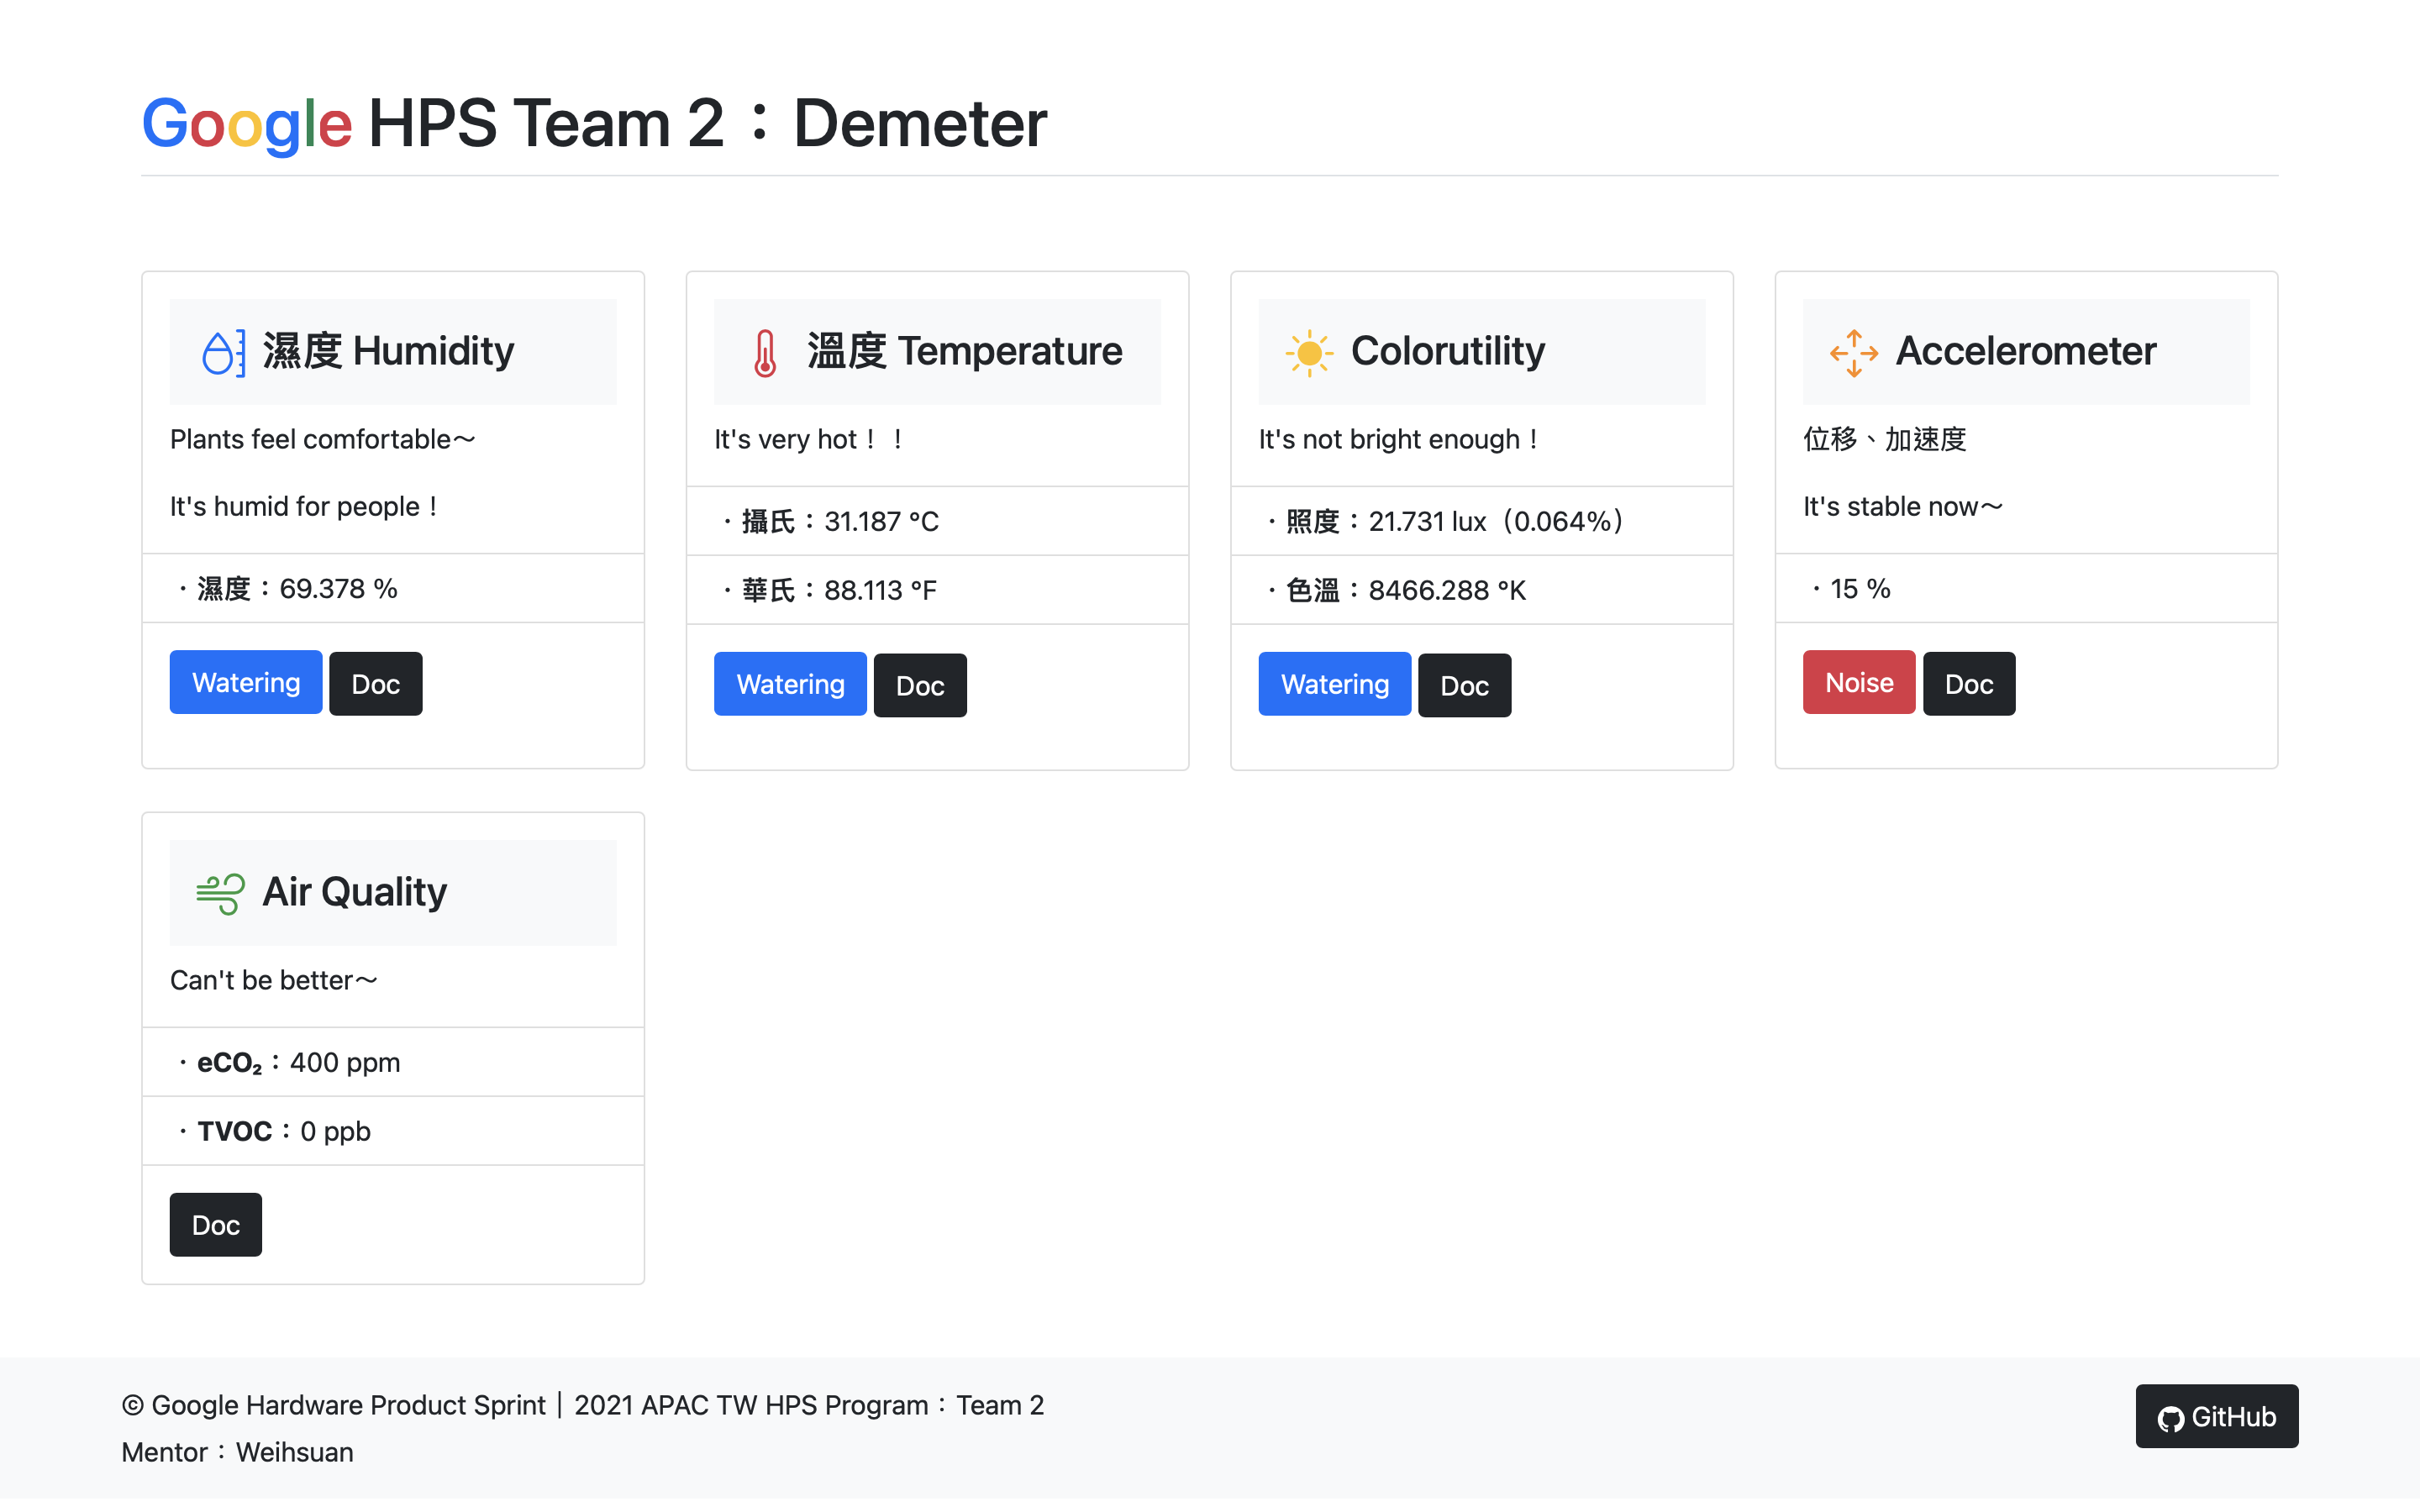 Google HPS Team 2：Demeter
濕度 Humidity
Plants feel comfortable～
It's humid for people！
・濕度：69.378 %
Watering Doc
溫度 Temperature
It's very hot！！
・攝氏：31.187 °C
・華氏：88.113 °F
Watering Doc
Colorutility
It's not bright enough！
・照度：21.731 lux（0.064%）
・色溫：8466.288 °K
Watering Doc
Accelerometer
位移、加速度
It's stable now～
・15 %
Noise Doc
Air Quality
Can't be better～
・eCO₂：400 ppm
・TVOC：0 ppb
Doc
© Google Hardware Product Sprint｜2021 APAC TW HPS Program：Team 2
Mentor：Weihsuan
GitHub